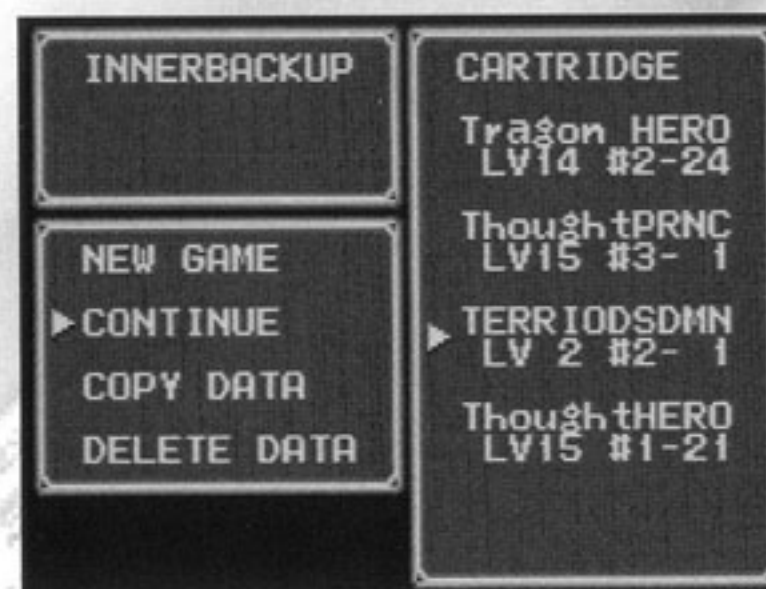 INNERBACKUP
NEW GAME
CONTINUE
COPY DATA
DELETE DATA
CARTRIDGE
Tragon HERO
LV14 #2-24
ThoughtPRNC
LV15 #3- 1
TERRIODSDMN
LV 2 #2- 1
ThoughtHERO
LV15 #1-21